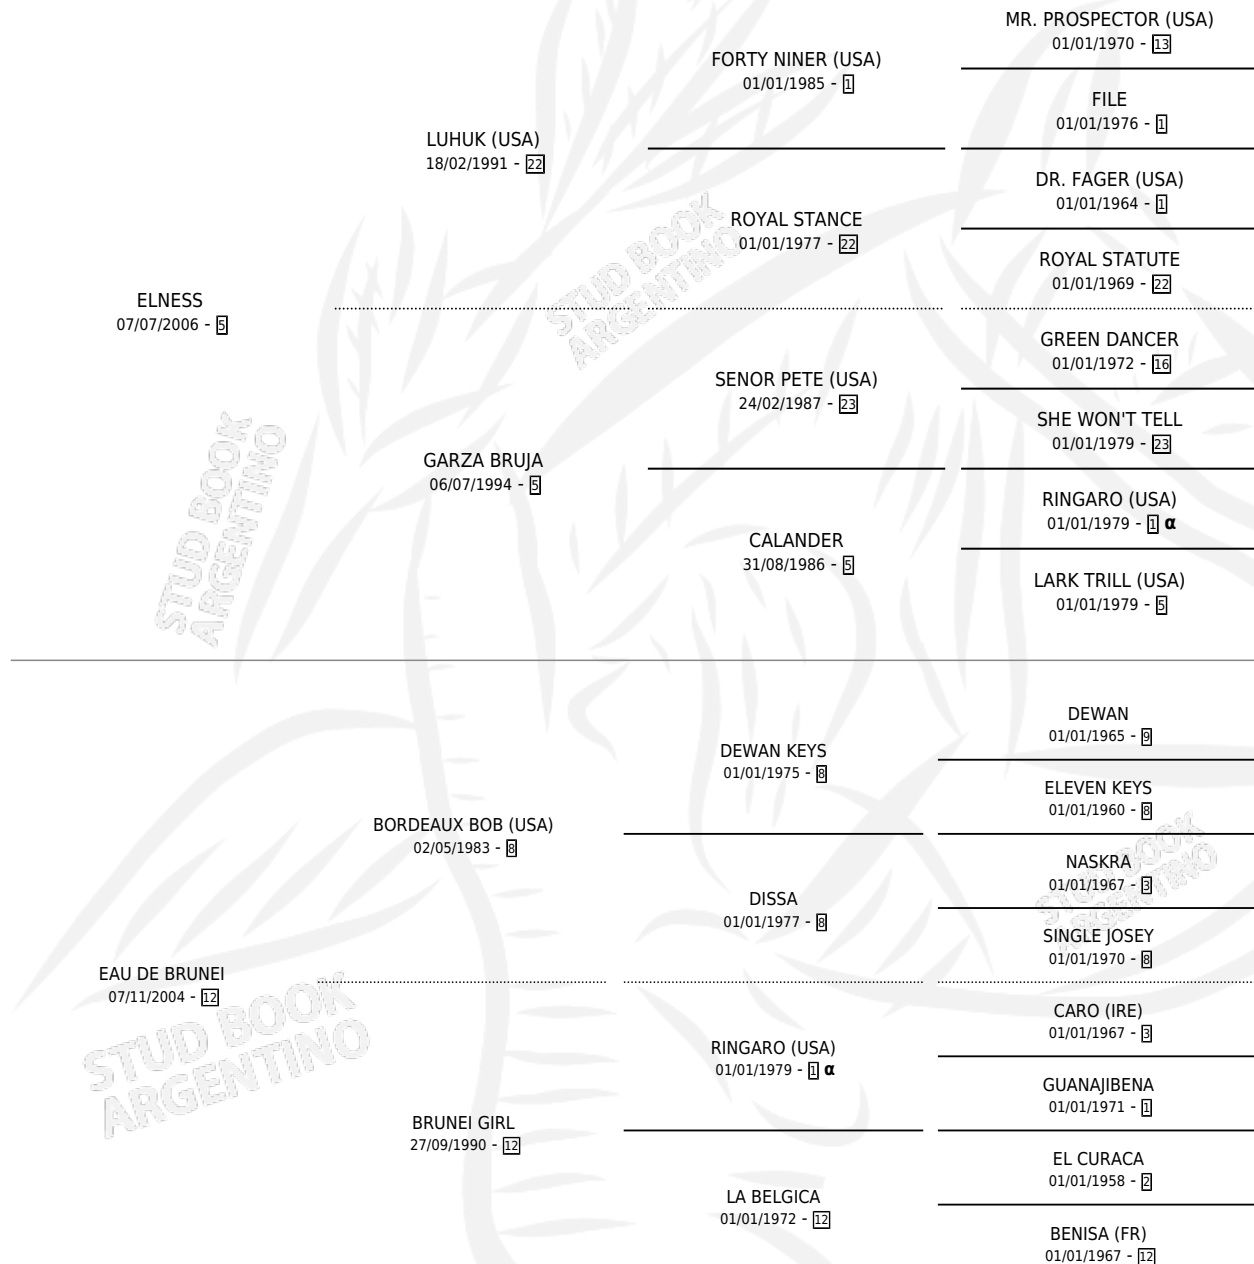 MR. PROSPECTOR (USA)
01/01/1970 - 13
FORTY NINER (USA)
01/01/1985 - 1
FILE
01/01/1976 - 1
LUHUK (USA)
18/02/1991 - 22
DR. FAGER (USA)
01/01/1964 - 1
ROYAL STANCE
01/01/1977 - 22
ROYAL STATUTE
01/01/1969 - 22
ELNESS
07/07/2006 - 5
GREEN DANCER
01/01/1972 - 16
SENOR PETE (USA)
24/02/1987 - 23
SHE WON'T TELL
01/01/1979 - 23
GARZA BRUJA
06/07/1994 - 5
RINGARO (USA)
01/01/1979 - 1 α
CALANDER
31/08/1986 - 5
LARK TRILL (USA)
01/01/1979 - 5
DEWAN
01/01/1965 - 9
DEWAN KEYS
01/01/1975 - 8
ELEVEN KEYS
01/01/1960 - 8
BORDEAUX BOB (USA)
02/05/1983 - 8
NASKRA
01/01/1967 - 3
DISSA
01/01/1977 - 8
SINGLE JOSEY
01/01/1970 - 8
EAU DE BRUNEI
07/11/2004 - 12
CARO (IRE)
01/01/1967 - 3
RINGARO (USA)
01/01/1979 - 1 α
GUANAJIBENA
01/01/1971 - 1
BRUNEI GIRL
27/09/1990 - 12
EL CURACA
01/01/1958 - 2
LA BELGICA
01/01/1972 - 12
BENISA (FR)
01/01/1967 - 12
STUD BOOK
ARGENTINO
STUD BOOK
ARGENTINO
STUD BOOK
ARGENTINO
STUD BOOK
ARGENTINO